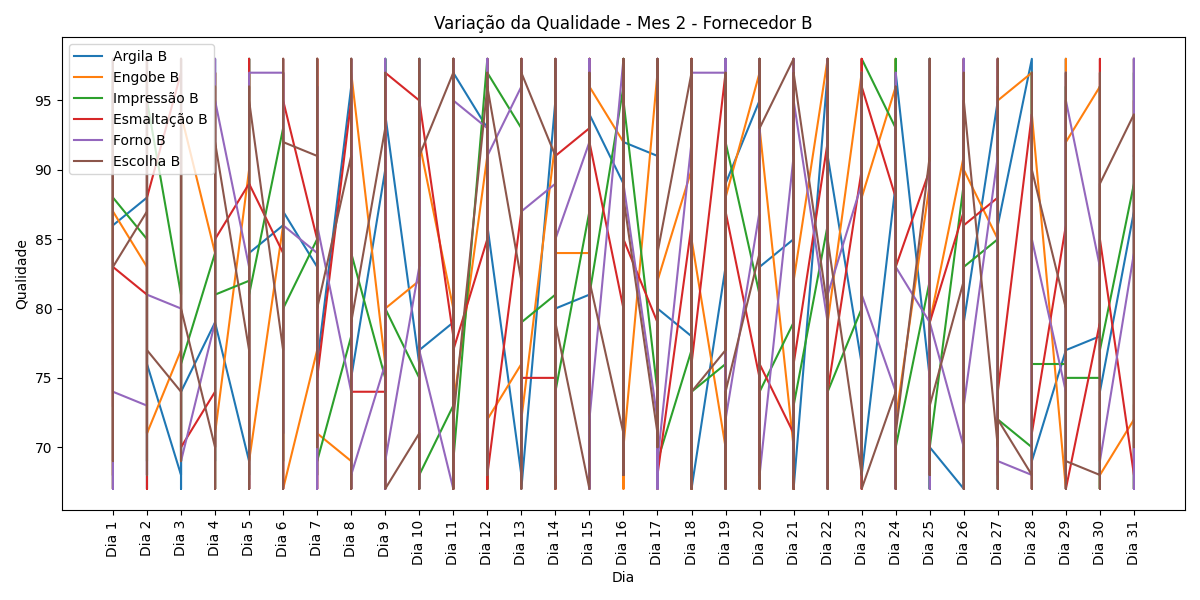 Variação da Qualidade - Mes 2 - Fornecedor B
Argila B
Engobe B
Impressão B
Esmaltação B
Forno B
Escolha B
Qualidade
95
90
85
80
75
70
Dia 1
Dia 2
Dia 3
Dia 4
Dia 5
Dia 6
Dia 7
Dia 8
Dia 9
Dia 10
Dia 11
Dia 12
Dia 13
Dia 14
Dia 15
Dia 16
Dia 17
Dia 18
Dia 19
Dia 20
Dia 21
Dia 22
Dia 23
Dia 24
Dia 25
Dia 26
Dia 27
Dia 28
Dia 29
Dia 30
Dia 31
Dia